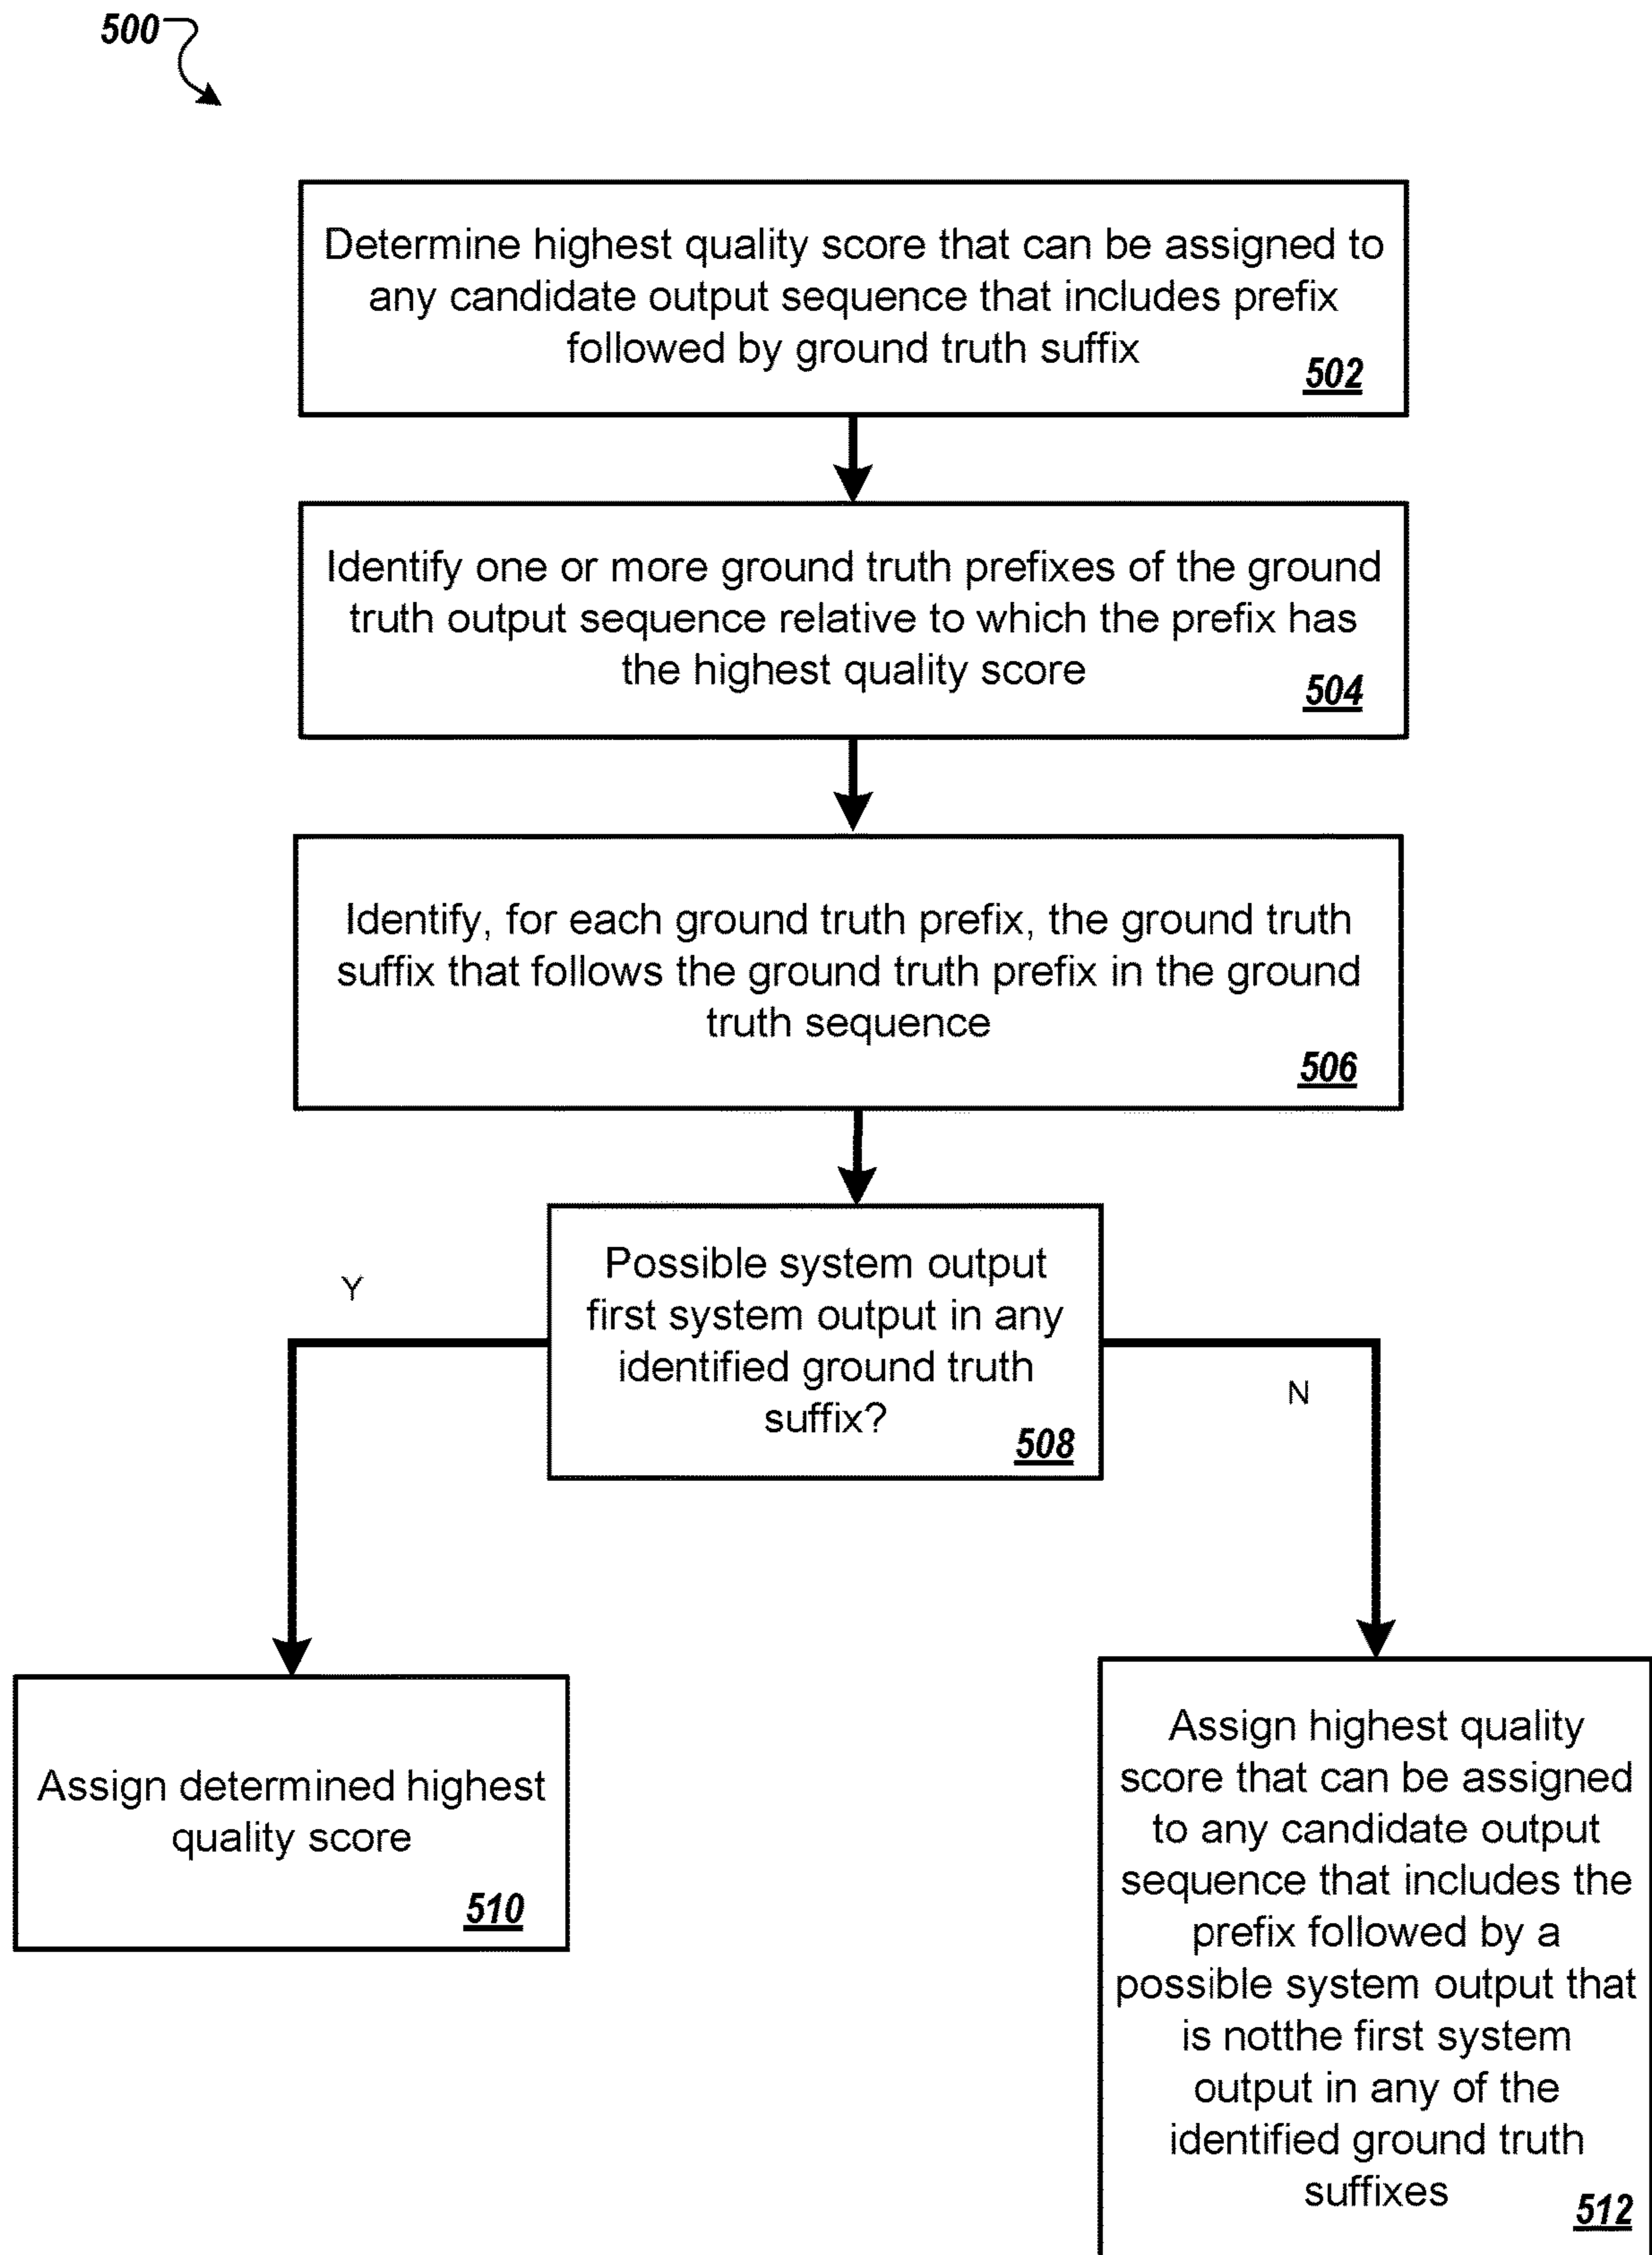 500
Determine highest quality score that can be assigned to
any candidate output sequence that includes prefix
followed by ground truth suffix
502
Identify one or more ground truth prefixes of the ground
truth output sequence relative to which the prefix has
the highest quality score
504
Identify, for each ground truth prefix, the ground truth
suffix that follows the ground truth prefix in the ground
truth sequence
506
Possible system output
first system output in any
identified ground truth
suffix?
508
Y
N
Assign determined highest
quality score
510
Assign highest quality
score that can be assigned
to any candidate output
sequence that includes the
prefix followed by a
possible system output that
is notthe first system
output in any of the
identified ground truth
suffixes
512